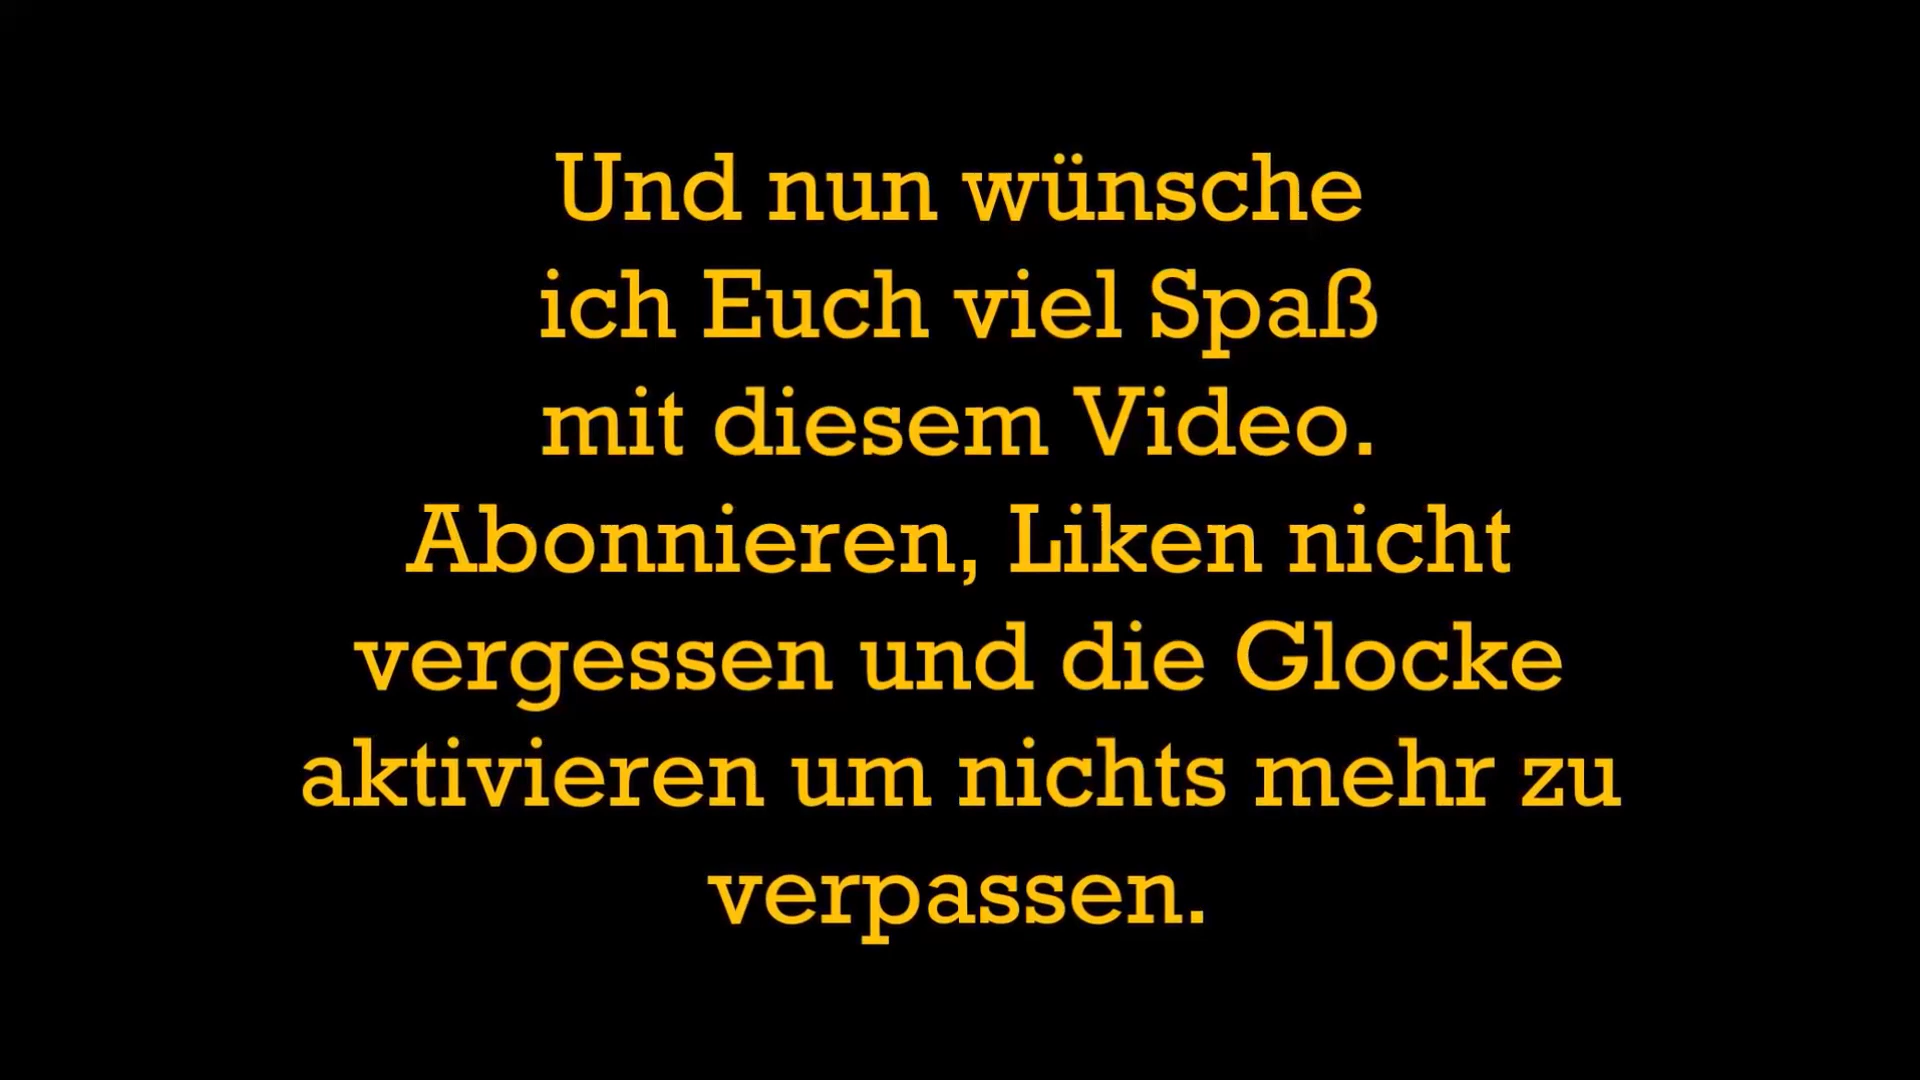 Und nun wünsche
ich Euch viel Spaß
mit diesem Video.
Abonnieren, Liken nicht
vergessen und die Glocke
aktivieren um nichts mehr zu
verpassen.